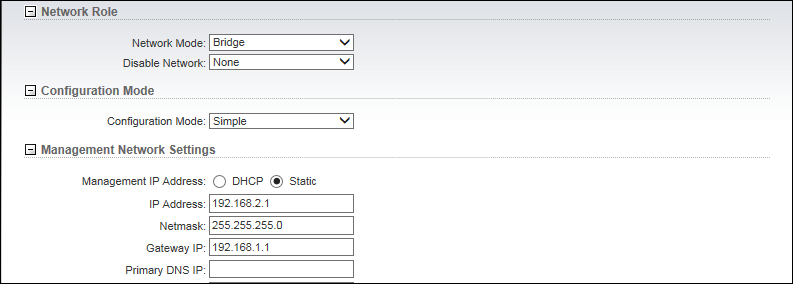 Network Role
Network Mode: Bridge
Disable Network: None
Configuration Mode
Configuration Mode: Simple
Management Network Settings
Management IP Address: DHCP Static
IP Address: 192.168.2.1
Netmask: 255.255.255.0
Gateway IP: 192.168.1.1
Primary DNS IP: